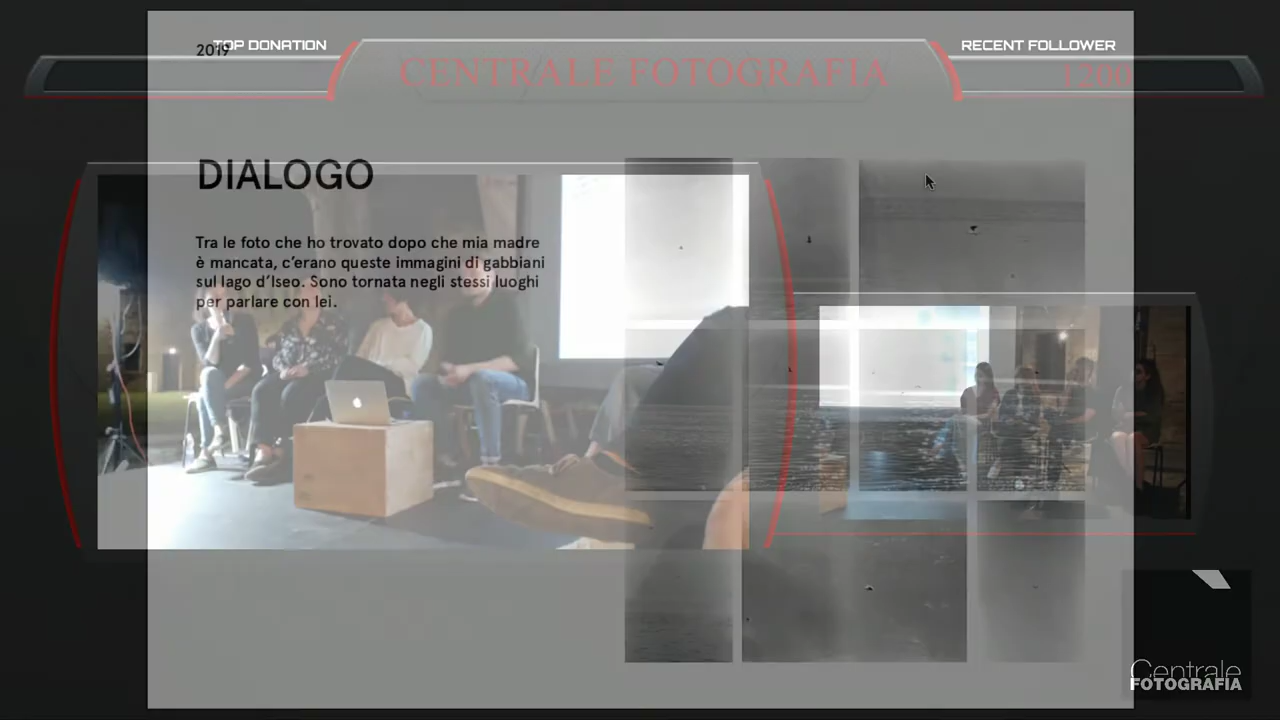 2019
TOP DONATION
RECENT FOLLOWER
CENTRALE FOTOGRAFIA
1200
DIALOGO
Tra le foto che ho trovato dopo che mia madre
è mancata, c'erano queste immagini di gabbiani
sul lago d'Iseo. Sono tornata negli stessi luoghi
per parlare con lei.
Centrale
FOTOGRAFIA